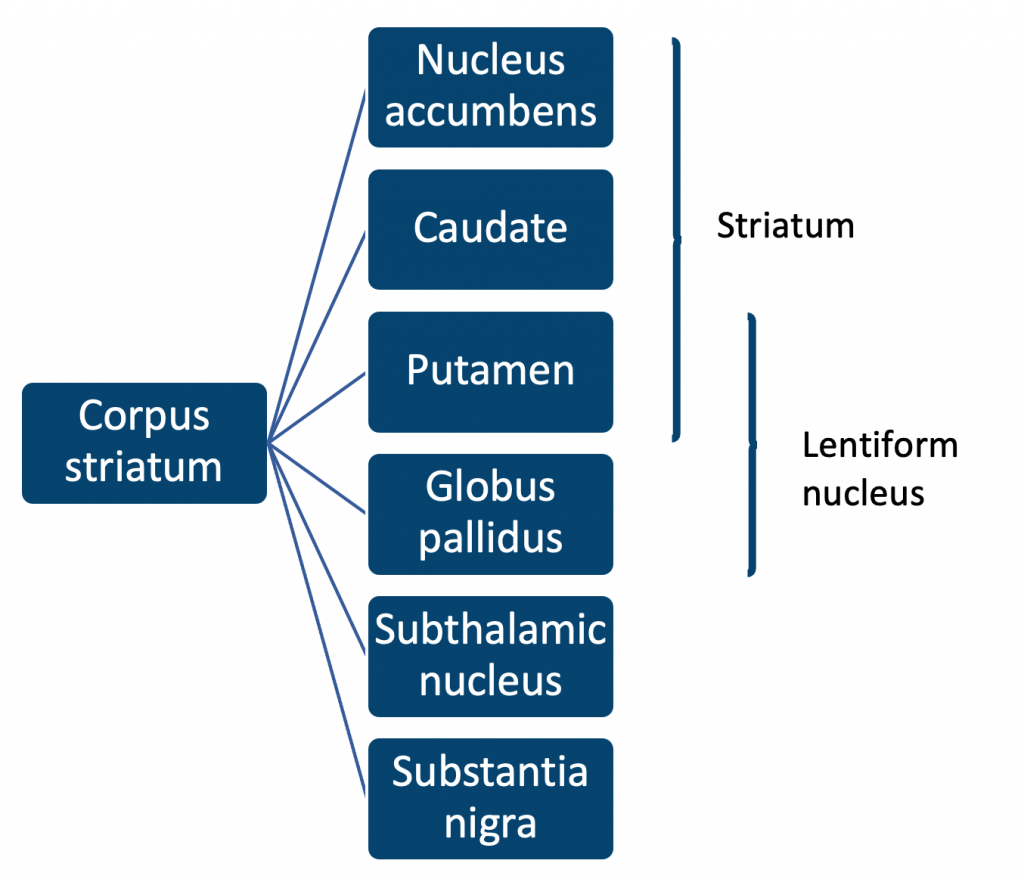 Nucleus
accumbens
Caudate
Striatum
Putamen
Corpus
striatum
Lentiform
nucleus
Globus
pallidus
Subthalamic
nucleus
Substantia
nigra